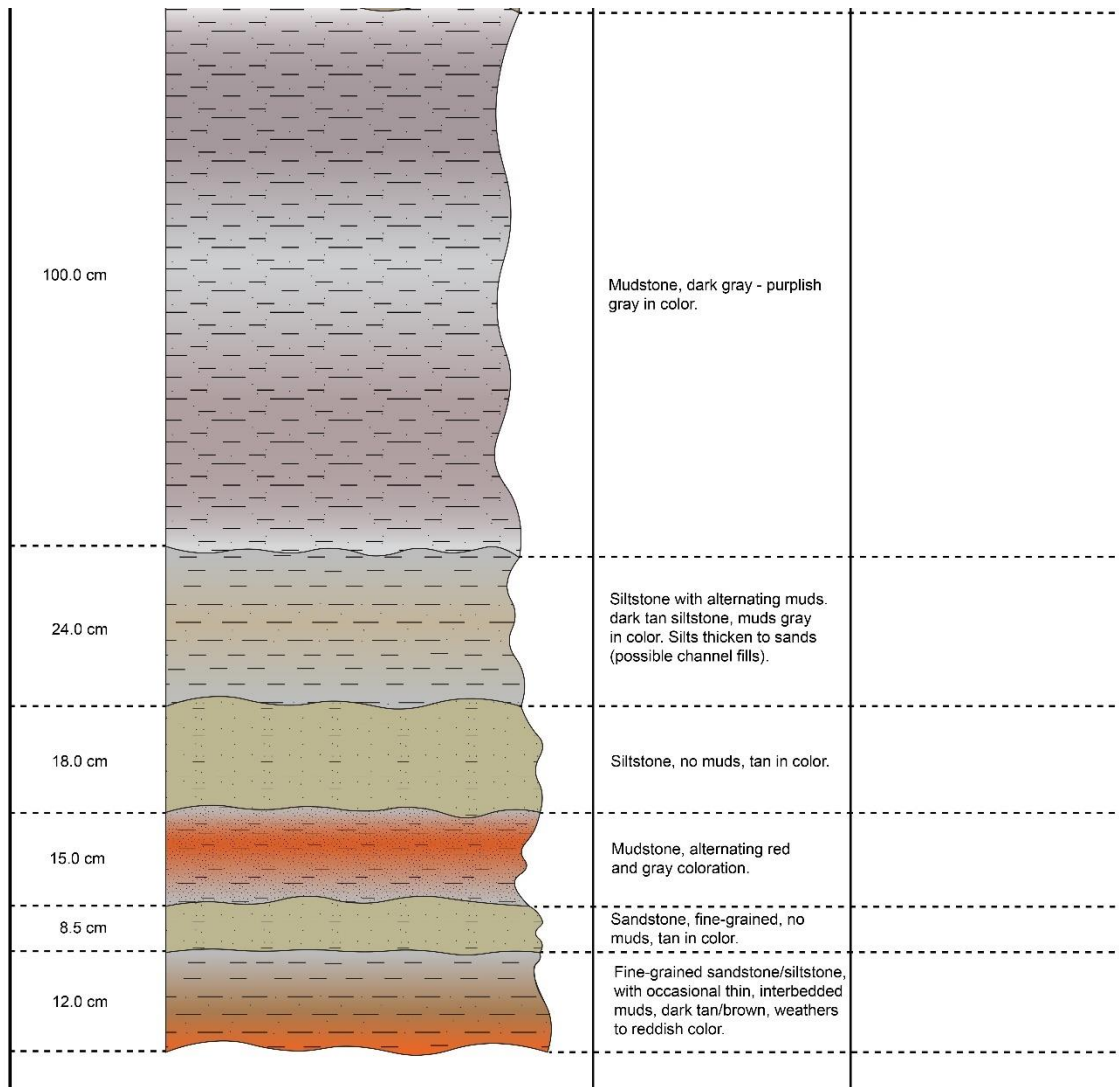 100.0 cm
Mudstone, dark gray - purplish
gray in color.
24.0 cm
Siltstone with alternating muds.
dark tan siltstone, muds gray
in color. Silts thicken to sands
(possible channel fills).
18.0 cm
Siltstone, no muds, tan in color.
15.0 cm
Mudstone, alternating red
and gray coloration.
8.5 cm
Sandstone, fine-grained, no
muds, tan in color.
12.0 cm
Fine-grained sandstone/siltstone,
with occasional thin, interbedded
muds, dark tan/brown, weathers
to reddish color.